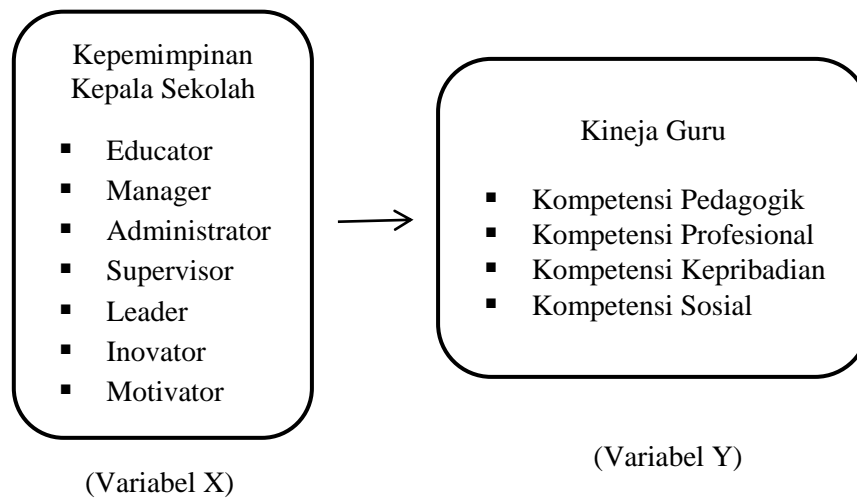 Kepemimpinan
Kepala Sekolah
▪ Educator
▪ Manager
▪ Administrator
▪ Supervisor
▪ Leader
▪ Inovator
▪ Motivator
(Variabel X)
Kineja Guru
▪ Kompetensi Pedagogik
▪ Kompetensi Profesional
▪ Kompetensi Kepribadian
▪ Kompetensi Sosial
(Variabel Y)